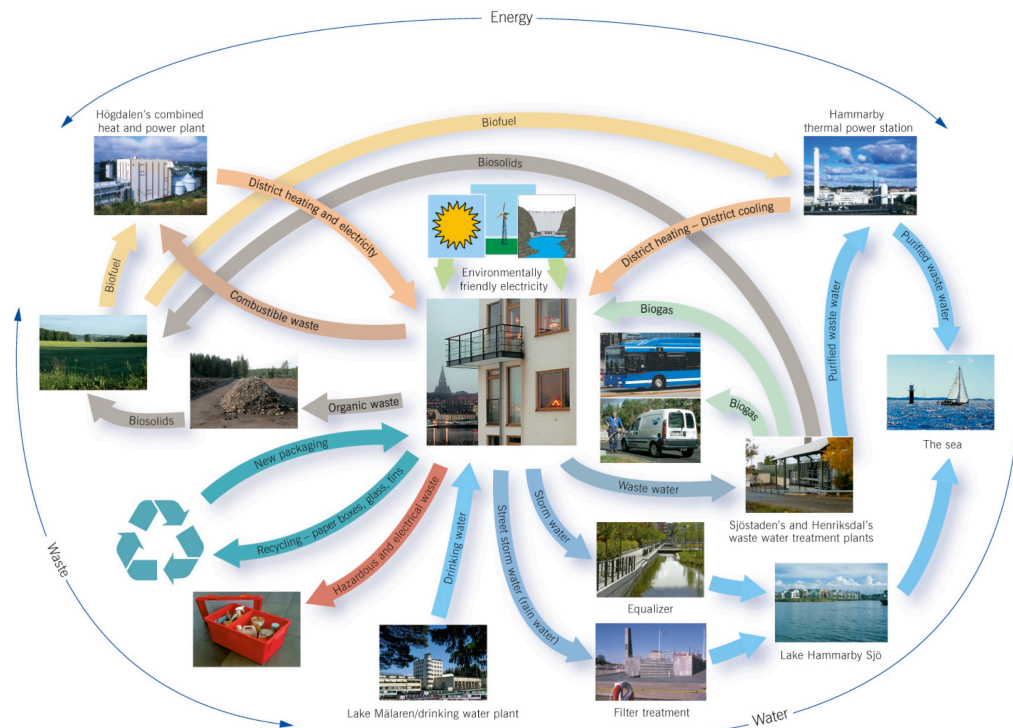 Energy
Högdalen's combined
heat and power plant
Hammarby
thermal power station
Biofuel
Biosolids
District heating and electricity
District heating – District cooling
Environmentally
friendly electricity
Biofuel
Combustible waste
Biogas
Purified waste water
Purified waste water
Biogas
Organic waste
Biosolids
The sea
New packaging
Waste water
Sjöstaden's and Henriksdal's
waste water treatment plants
Recycling – paper boxes, glass, tins
Hazardous and electrical waste
Drinking water
Storm water
Street storm water (rain water)
Waste
Equalizer
Lake Hammarby Sjö
Lake Mälaren/drinking water plant
Filter treatment
Water